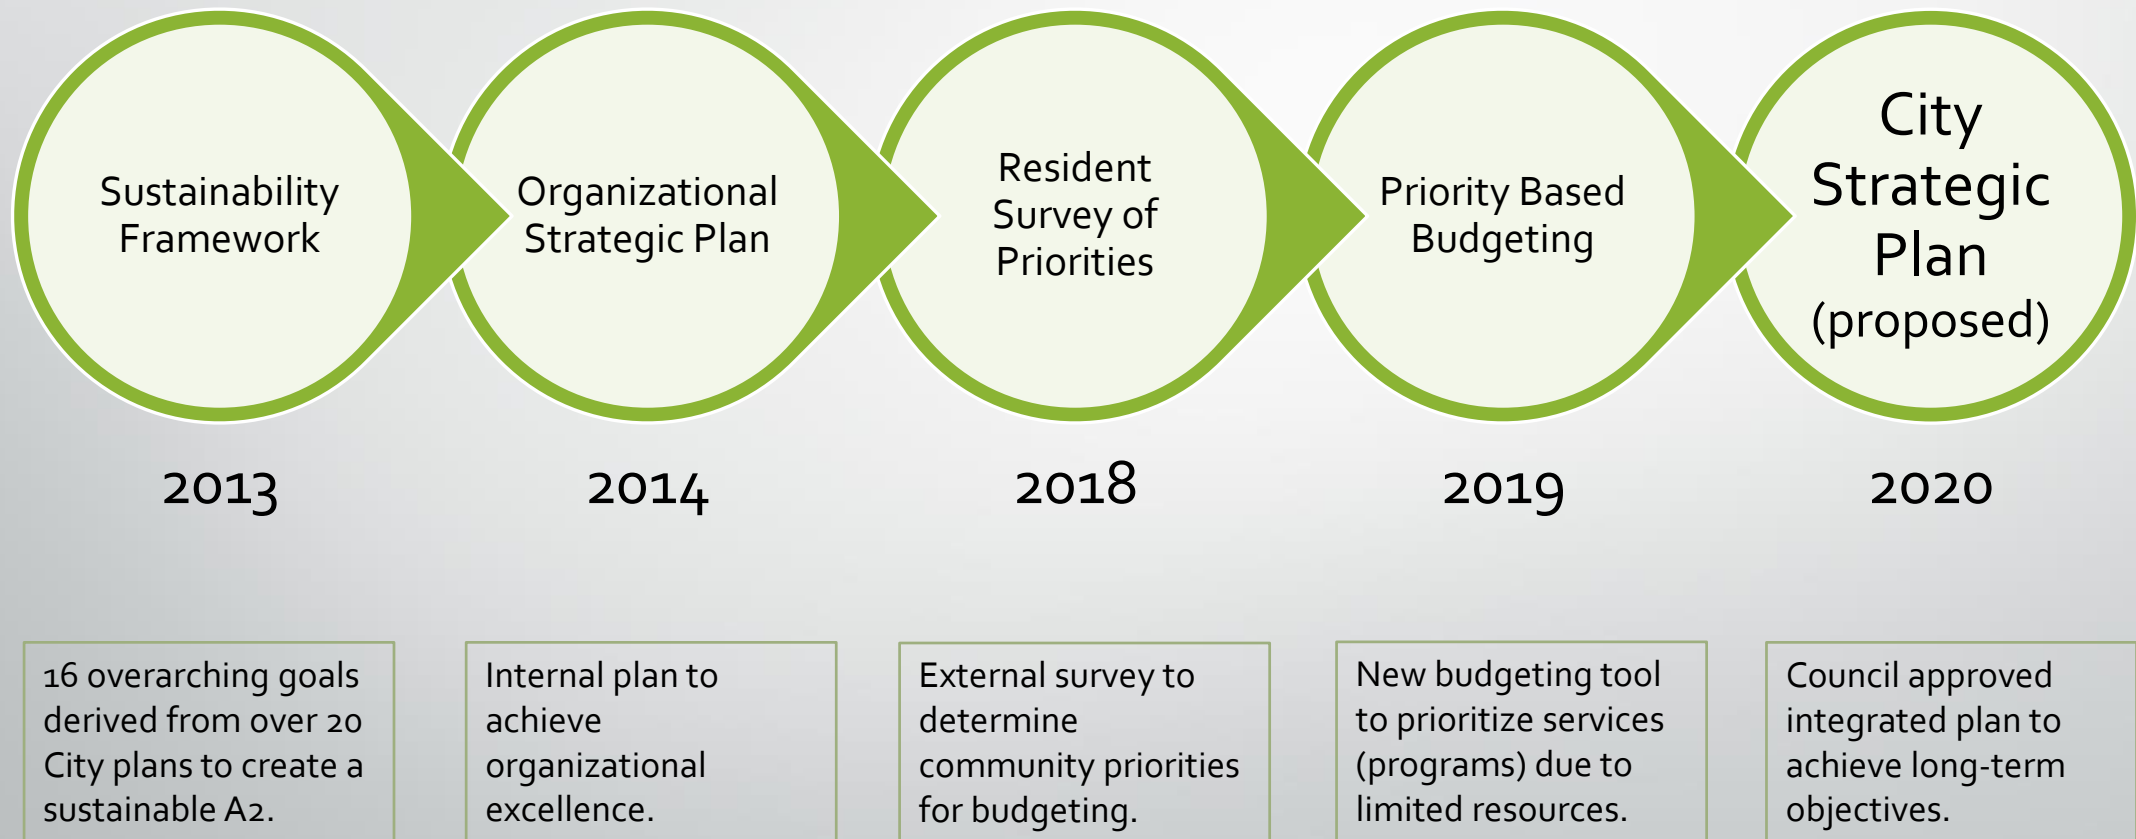 Sustainability
Framework
Organizational
Strategic Plan
Resident
Survey of
Priorities
Priority Based
Budgeting
City
Strategic
Plan
(proposed)
2013
2014
2018
2019
2020
16 overarching goals
derived from over 20
City plans to create a
sustainable A2.
Internal plan to
achieve
organizational
excellence.
External survey to
determine
community priorities
for budgeting.
New budgeting tool
to prioritize services
(programs) due to
limited resources.
Council approved
integrated plan to
achieve long-term
objectives.